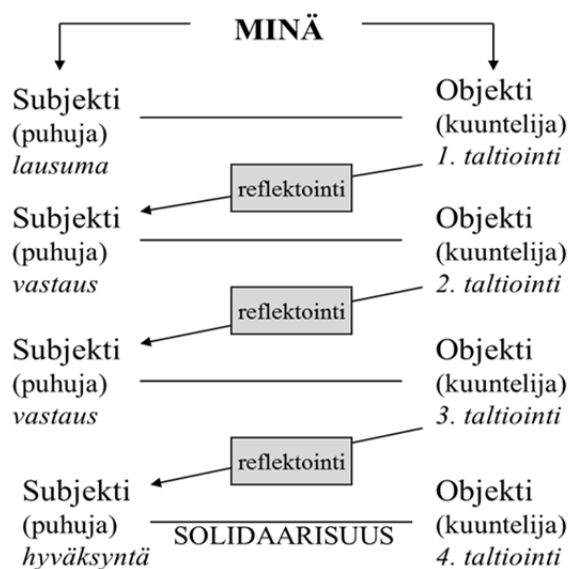 MINÄ
Subjekti
(puhuja)
lausuma
Objekti
(kuuntelija)
1. taltiointi
reflektointi
Subjekti
(puhuja)
vastaus
Objekti
(kuuntelija)
2. taltiointi
reflektointi
Subjekti
(puhuja)
vastaus
Objekti
(kuuntelija)
3. taltiointi
reflektointi
Subjekti
(puhuja)
hyväksyntä
SOLIDAARISUUS
Objekti
(kuuntelija)
4. taltiointi